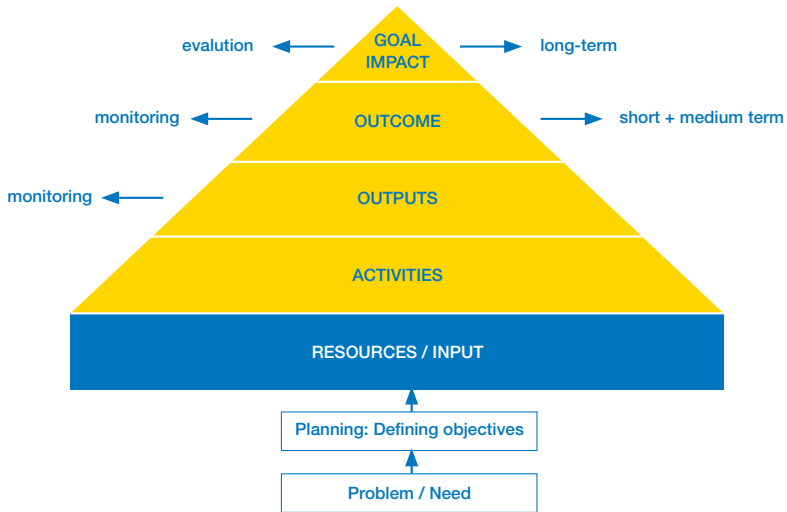 evalution
GOAL
IMPACT
long-term
monitoring
OUTCOME
short + medium term
monitoring
OUTPUTS
ACTIVITIES
RESOURCES / INPUT
Planning: Defining objectives
Problem / Need